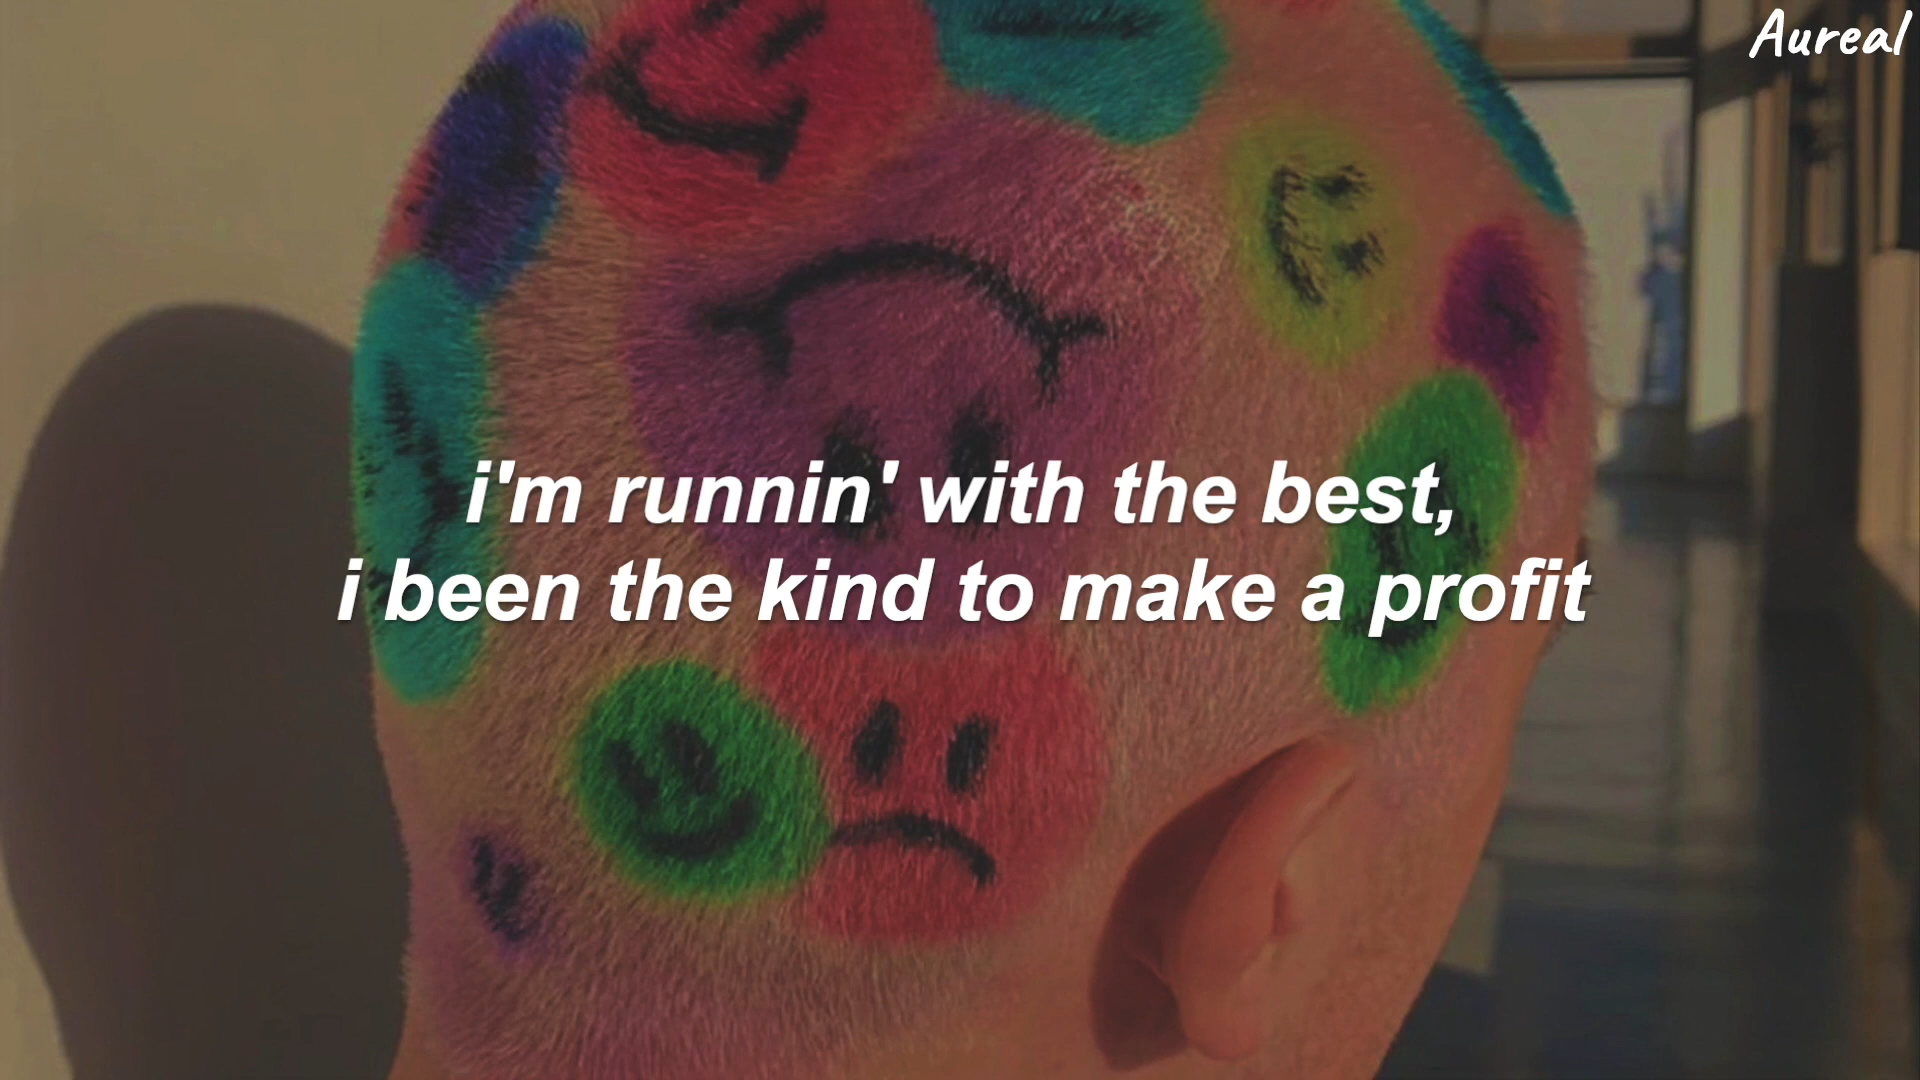 Aureal
i'm runnin' with the best,
i been the kind to make a profit